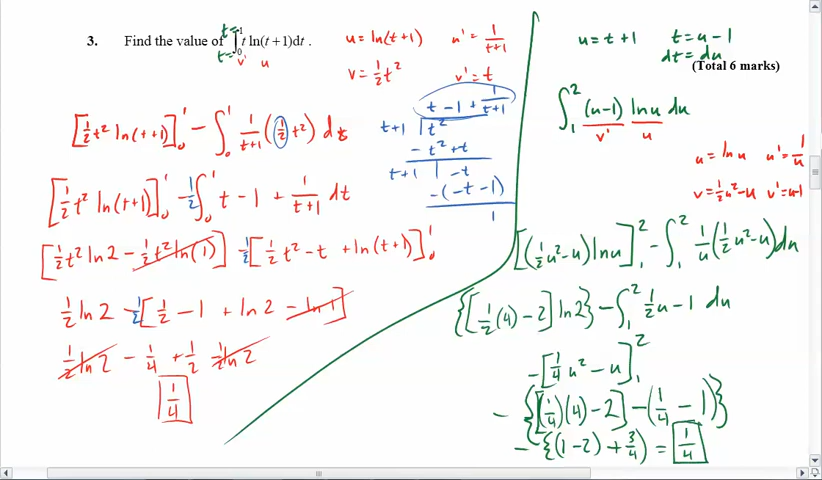 3. Find the value of ∫₀¹ t ln(t+1)dt .
t=1
t=0
v' u
u = ln(t+1) u' = 1/(t+1)
v = ½t² v' = t
[½t² ln(t+1)]₀¹ − ∫₀¹ 1/(t+1) (½t²) dt
t − 1 + 1/(t+1)
t+1 | t²
− t² + t
t+1 | −t
−(−t − 1)
1
[½t² ln(t+1)]₀¹ − ½∫₀¹ t − 1 + 1/(t+1) dt
[½t² ln 2 − ½t² ln(1)] − ½[½t² − t + ln(t+1)]₀¹
½ ln 2 − ½[½ − 1 + ln 2 − ln 1]
½ ln 2 − ¼ + ½ ½ ln 2
¼
u = t + 1 t = u − 1
dt = du
(Total 6 marks)
∫₁² (u−1) ln u du
v' u
u = ln u u' = 1/u
v = ½u² − u v' = u−1
[(½u² − u) ln u]₁² − ∫₁² 1/u (½u² − u) du
{[½(4) − 2] ln 2} − ∫₁² ½u − 1 du
− [¼u² − u]₁²
− {[(¼)(4) − 2] − (¼ − 1)}
− {(1 − 2) + ¾} = ¼